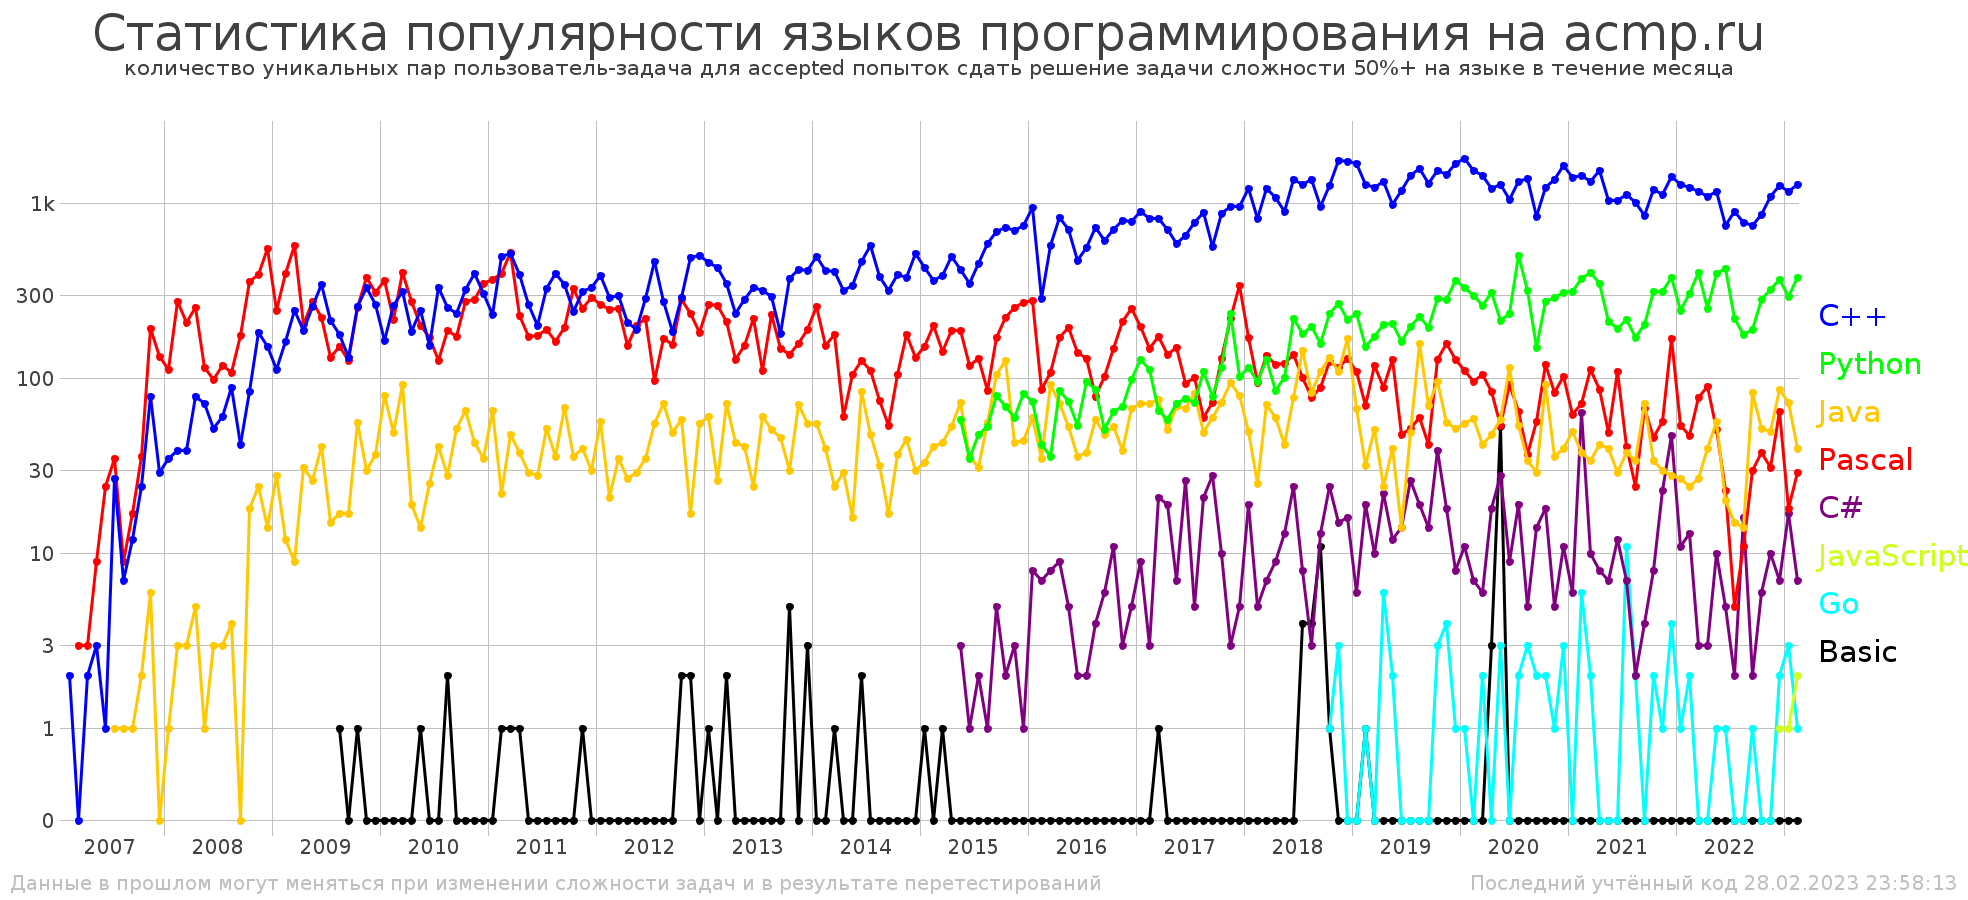 Статистика популярности языков программирования на acmp.ru
количество уникальных пар пользователь-задача для accepted попыток сдать решение задачи сложности 50%+ на языке в течение месяца
1k
300
100
30
10
3
1
0
C++
Python
Java
Pascal
C#
JavaScript
Go
Basic
2007 2008 2009 2010 2011 2012 2013 2014 2015 2016 2017 2018 2019 2020 2021 2022
Данные в прошлом могут меняться при изменении сложности задач и в результате перетестирований
Последний учтённый код 28.02.2023 23:58:13